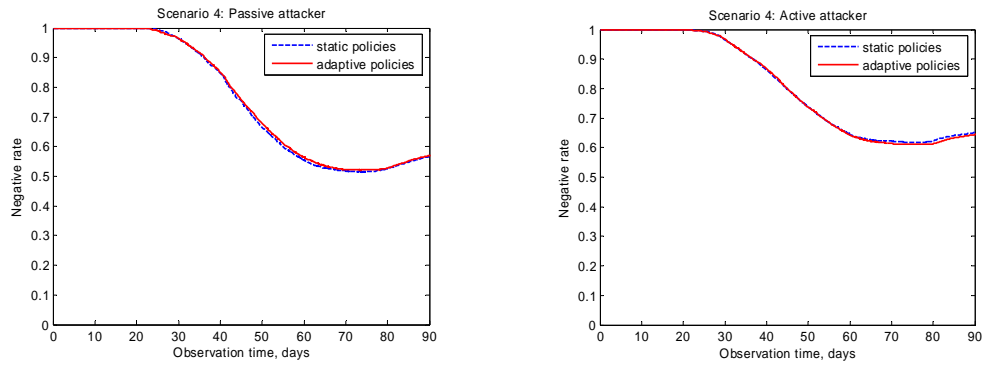 Scenario 4: Passive attacker
1
0.9
0.8
0.7
0.6
0.5
0.4
0.3
0.2
0.1
0
0 10 20 30 40 50 60 70 80 90
Negative rate
Observation time, days
static policies
adaptive policies
Scenario 4: Active attacker
1
0.9
0.8
0.7
0.6
0.5
0.4
0.3
0.2
0.1
0
0 10 20 30 40 50 60 70 80 90
Negative rate
Observation time, days
static policies
adaptive policies